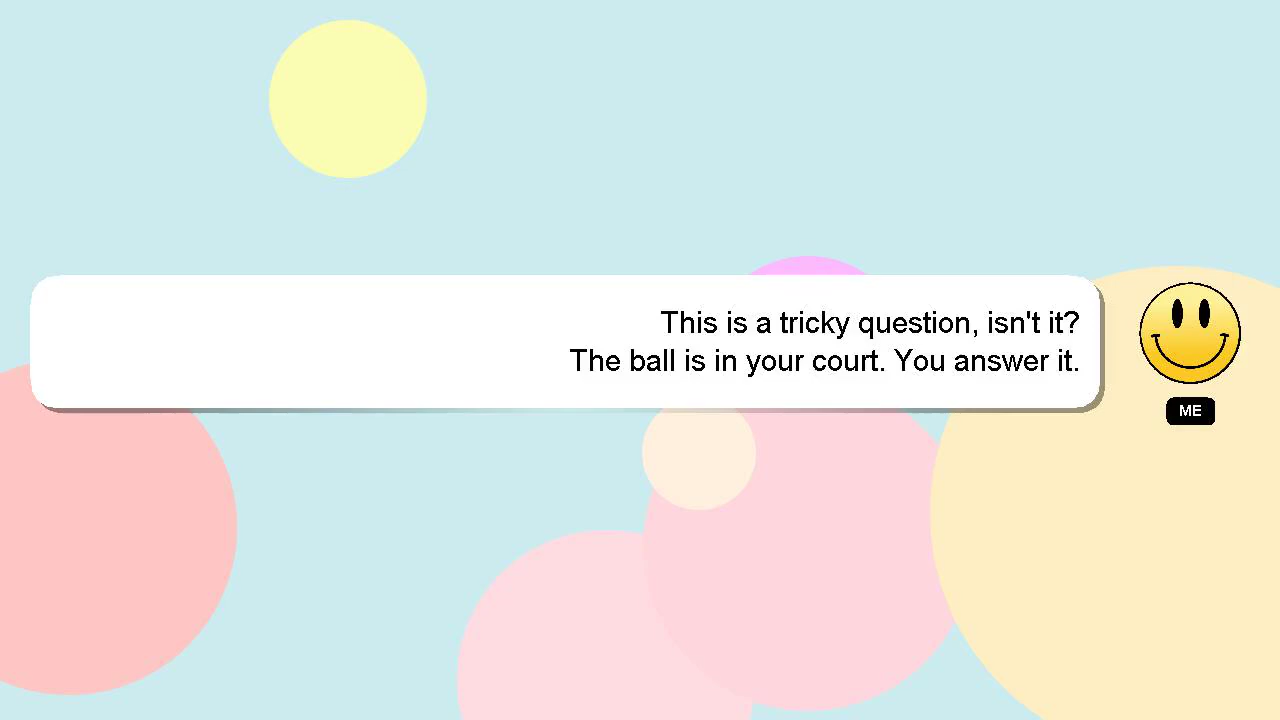 This is a tricky question, isn't it?
The ball is in your court. You answer it.
ME